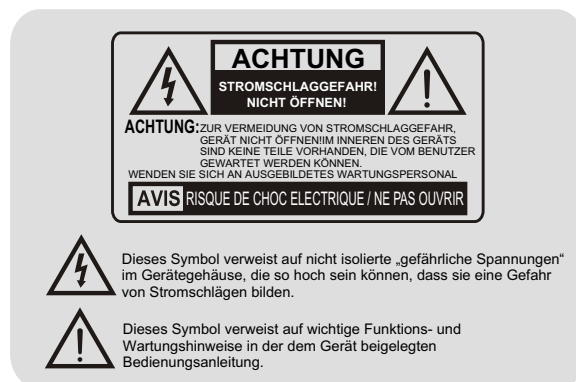 ACHTUNG
STROMSCHLAGGEFAHR!
NICHT ÖFFNEN!
ACHTUNG: ZUR VERMEIDUNG VON STROMSCHLAGGEFAHR,
GERÄT NICHT ÖFFNEN!IM INNEREN DES GERÄTS
SIND KEINE TEILE VORHANDEN, DIE VOM BENUTZER
GEWARTET WERDEN KÖNNEN.
WENDEN SIE SICH AN AUSGEBILDETES WARTUNGSPERSONAL
AVIS RISQUE DE CHOC ELECTRIQUE / NE PAS OUVRIR
Dieses Symbol verweist auf nicht isolierte „gefährliche Spannungen"
im Gerätegehäuse, die so hoch sein können, dass sie eine Gefahr
von Stromschlägen bilden.
Dieses Symbol verweist auf wichtige Funktions- und
Wartungshinweise in der dem Gerät beigelegten
Bedienungsanleitung.